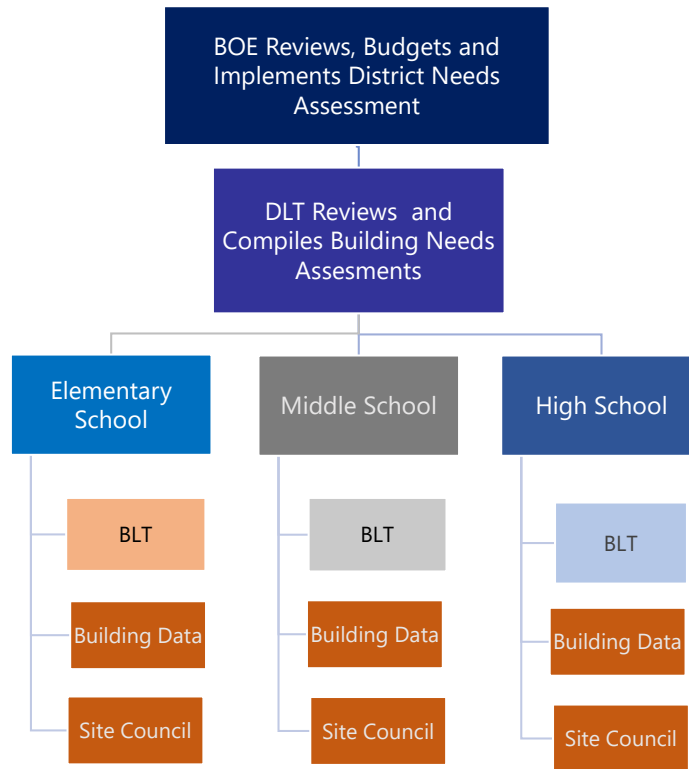 BOE Reviews, Budgets and
Implements District Needs
Assessment
DLT Reviews and
Compiles Building Needs
Assesments
Elementary
School
Middle School
High School
BLT
BLT
BLT
Building Data
Building Data
Building Data
Site Council
Site Council
Site Council